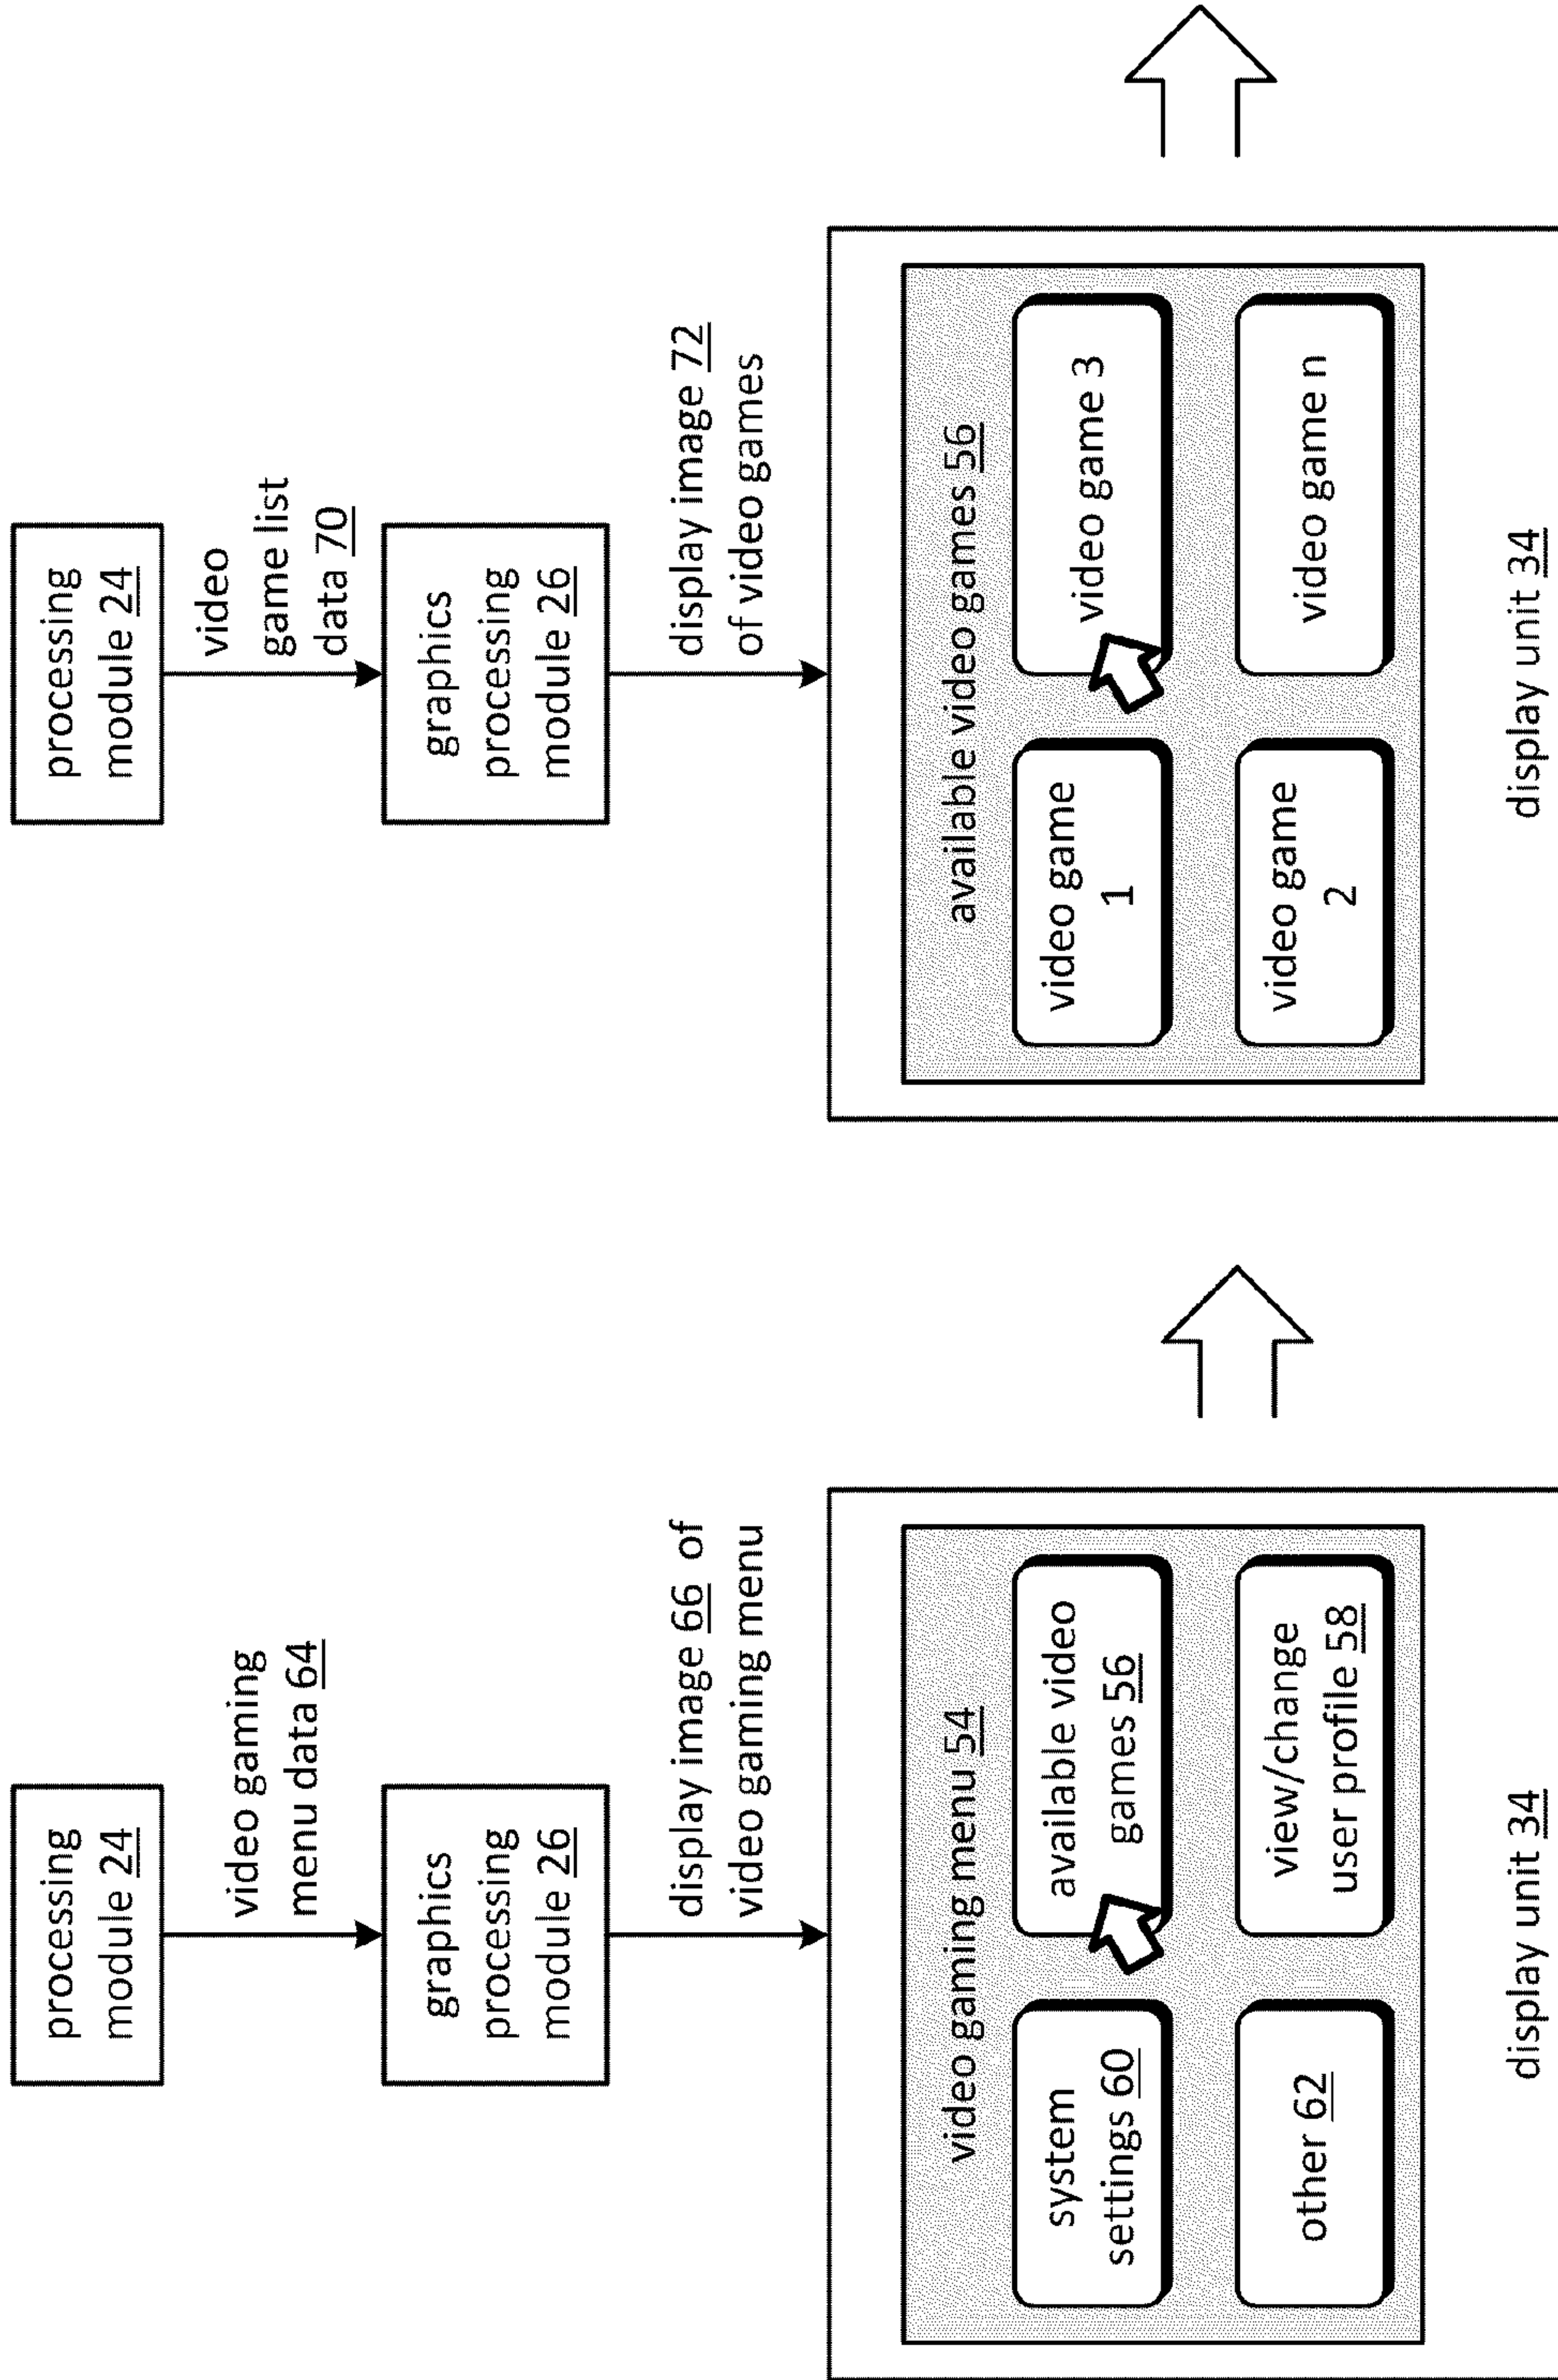 processing
module 24
video gaming
menu data 64
graphics
processing
module 26
display image 66 of
video gaming menu
video gaming menu 54
system
settings 60
available video
games 56
other 62
view/change
user profile 58
display unit 34
processing
module 24
video
game list
data 70
graphics
processing
module 26
display image 72
of video games
available video games 56
video game
1
video game 3
video game
2
video game n
display unit 34